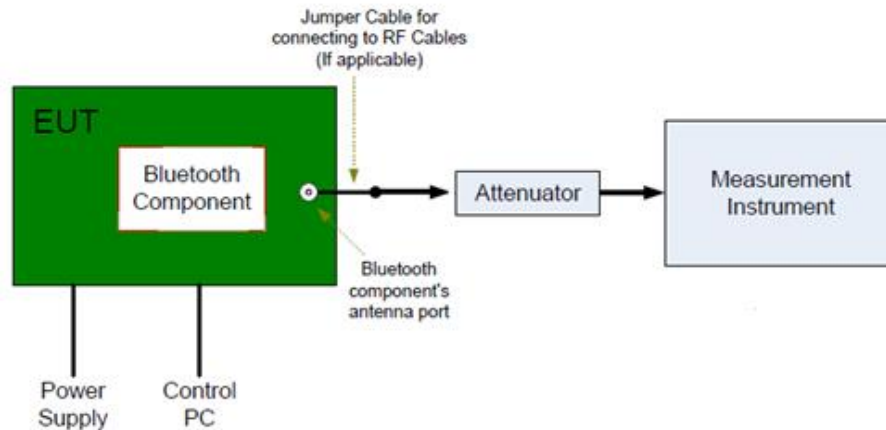 Jumper Cable for
connecting to RF Cables
(If applicable)
EUT
Bluetooth
Component
Attenuator
Measurement
Instrument
Bluetooth
component's
antenna port
Power
Supply
Control
PC